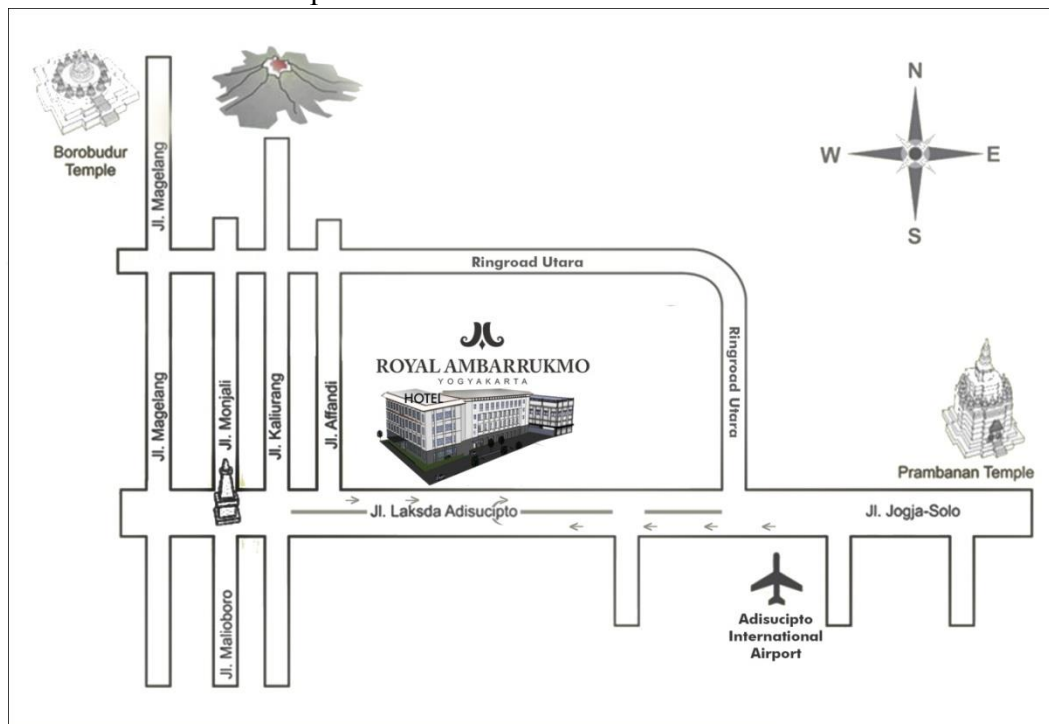 Borobudur
Temple
Jl. Magelang
N
W
E
S
Ringroad Utara
ROYAL AMBARRUKMO
YOGYAKARTA
HOTEL
Ringroad Utara
Jl. Magelang
Jl. Monjali
Jl. Kaliurang
Jl. Affandi
Prambanan Temple
Jl. Laksda Adisucipto
Jl. Jogja-Solo
Jl. Malioboro
Adisucipto
International
Airport